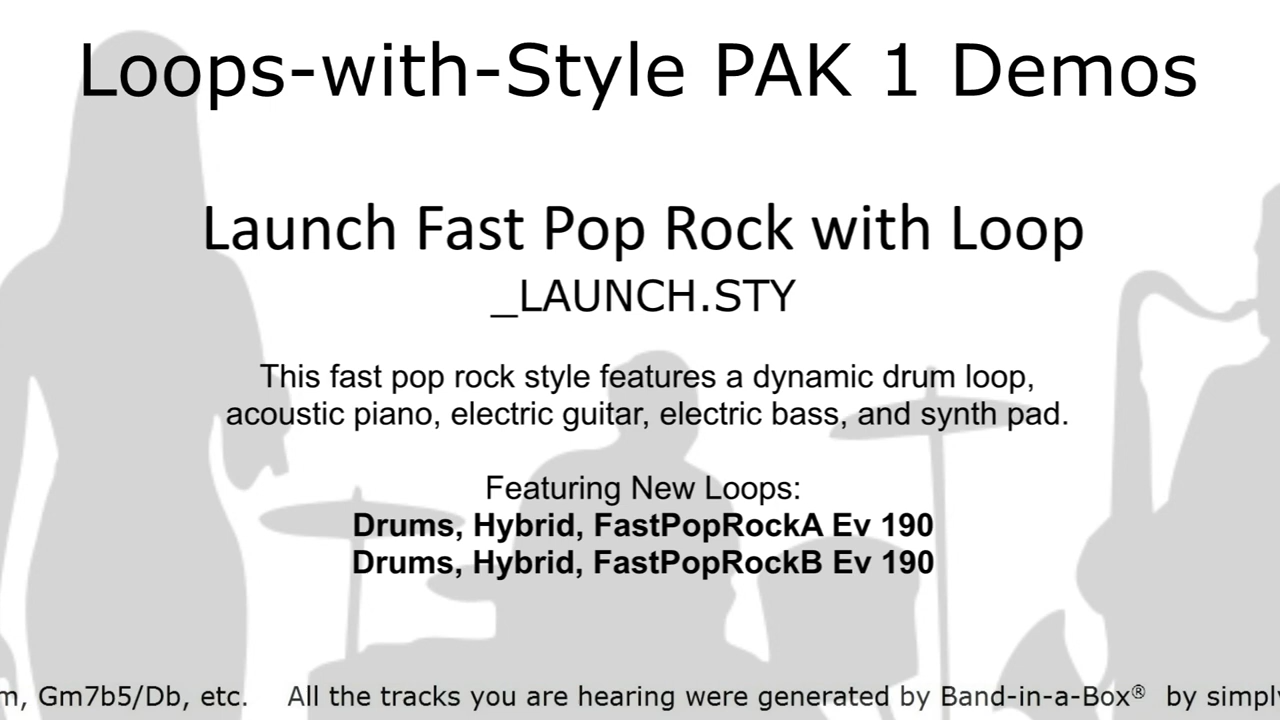 Loops-with-Style PAK 1 Demos
Launch Fast Pop Rock with Loop
_LAUNCH.STY
This fast pop rock style features a dynamic drum loop,
acoustic piano, electric guitar, electric bass, and synth pad.
Featuring New Loops:
Drums, Hybrid, FastPopRockA Ev 190
Drums, Hybrid, FastPopRockB Ev 190
m, Gm7b5/Db, etc. All the tracks you are hearing were generated by Band-in-a-Box® by simply